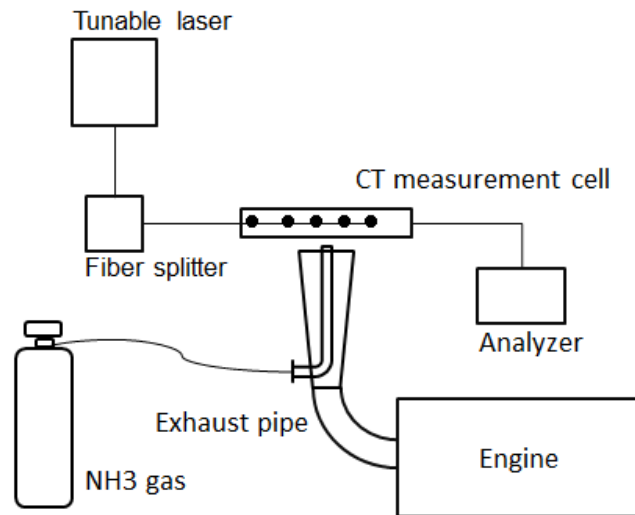 Tunable laser
CT measurement cell
Fiber splitter
Analyzer
Exhaust pipe
Engine
NH3 gas